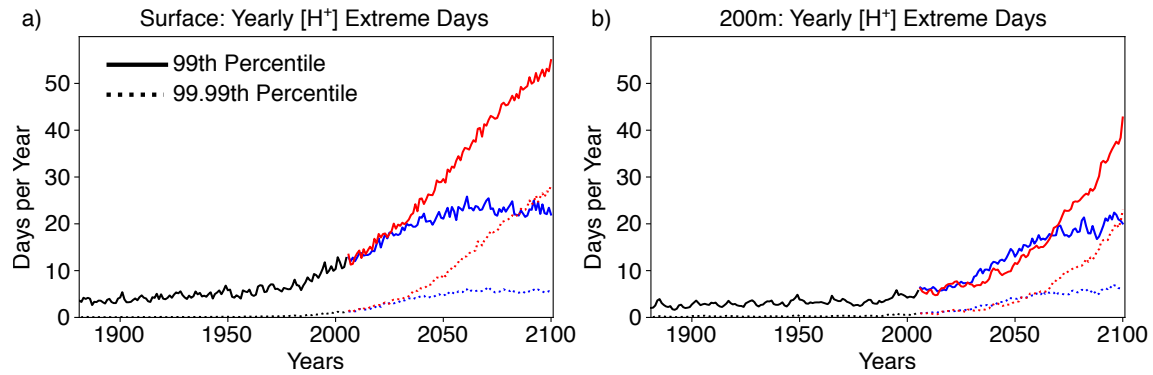 a) Surface: Yearly [H⁺] Extreme Days
99th Percentile
99.99th Percentile
Days per Year
50
40
30
20
10
0
1900 1950 2000 2050 2100
Years
b) 200m: Yearly [H⁺] Extreme Days
Days per Year
50
40
30
20
10
0
1900 1950 2000 2050 2100
Years